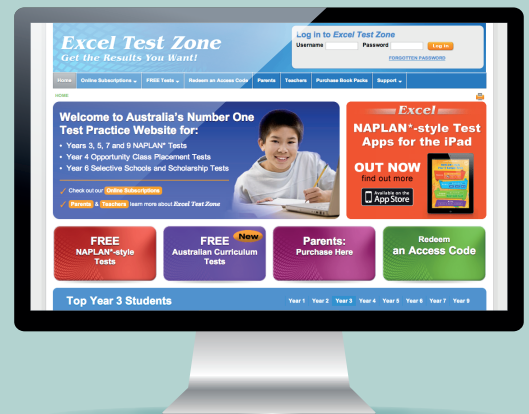 Excel Test Zone
Get the Results You Want!
Log in to Excel Test Zone
Username Password Log in
FORGOTTEN PASSWORD
Home Online Subscriptions FREE Tests Redeem an Access Code Parents Teachers Purchase Book Packs Support
HOME
Welcome to Australia's Number One
Test Practice Website for:
• Years 3, 5, 7 and 9 NAPLAN* Tests
• Year 4 Opportunity Class Placement Tests
• Year 6 Selective Schools and Scholarship Tests
✓ Check out our Online Subscriptions
✓ Parents & Teachers learn more about Excel Test Zone
Excel
NAPLAN*-style Test
Apps for the iPad
OUT NOW
find out more
Available on the
App Store
FREE
NAPLAN*-style
Tests
New
FREE
Australian Curriculum
Tests
Parents:
Purchase Here
Redeem
an Access Code
Top Year 3 Students
Year 1 Year 2 Year 3 Year 4 Year 5 Year 6 Year 7 Year 8